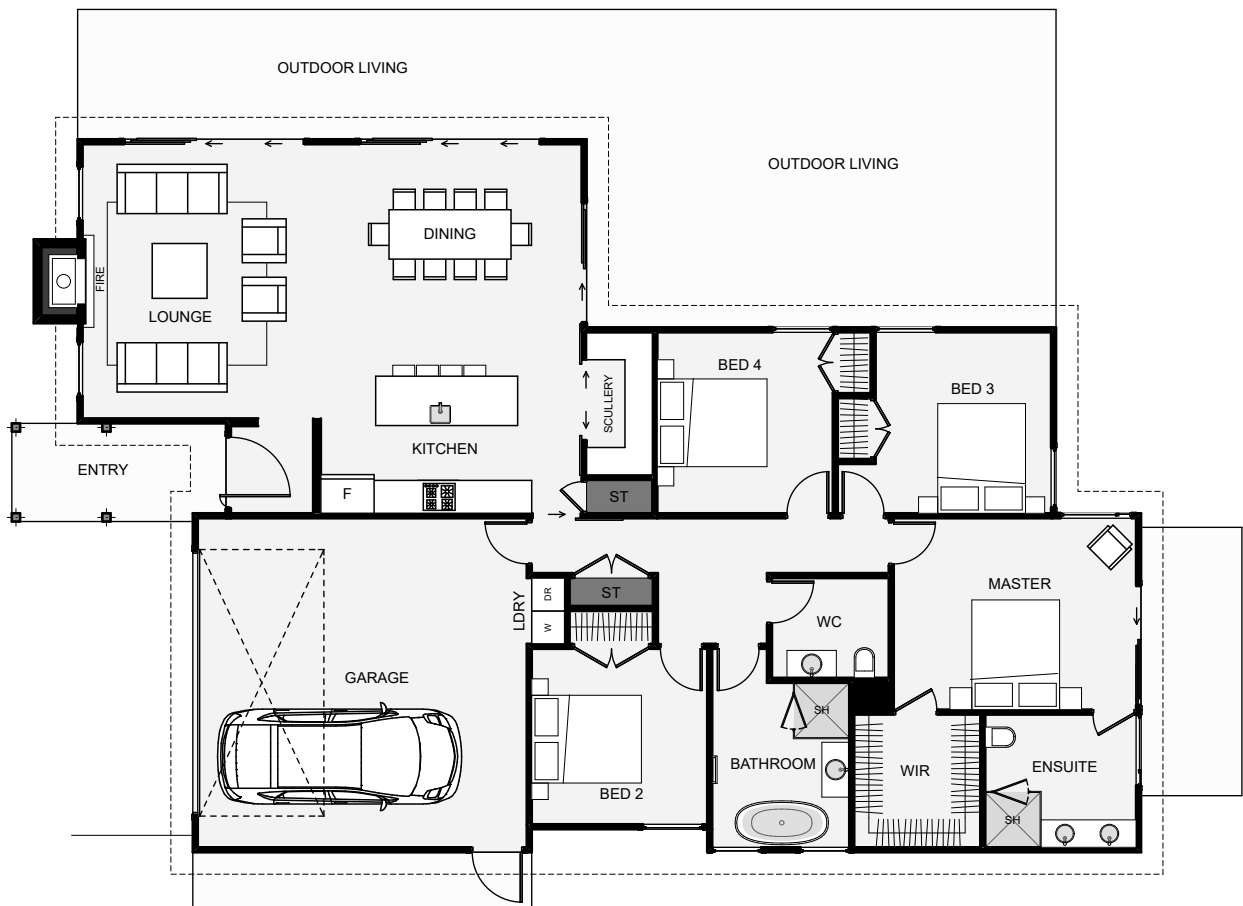 OUTDOOR LIVING
OUTDOOR LIVING
DINING
FIRE
LOUNGE
BED 4
BED 3
SCULLERY
KITCHEN
ENTRY
F
ST
MASTER
ST
DR
LDRY
W
WC
GARAGE
SH
BATHROOM
WIR
ENSUITE
BED 2
SH